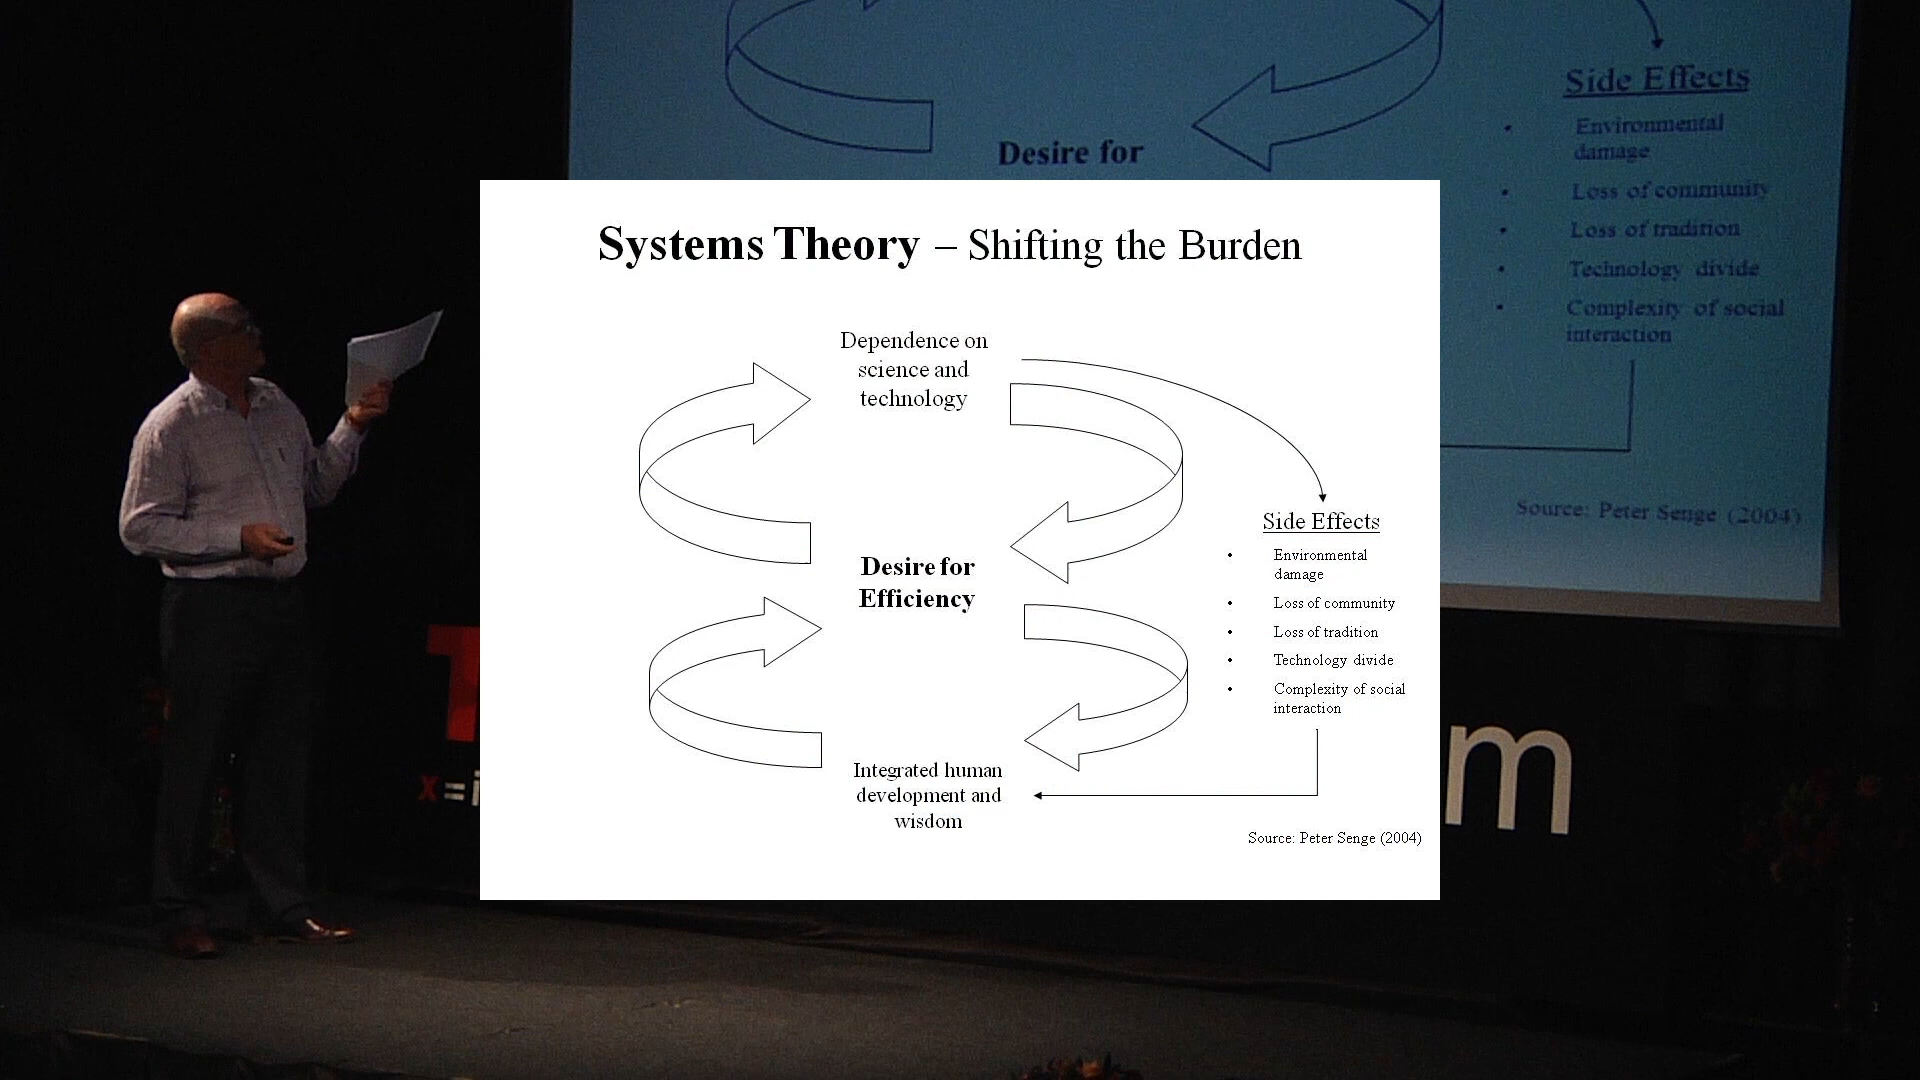 Side Effects
• Environmental
damage
• Loss of community
• Loss of tradition
• Technology divide
• Complexity of social
interaction
Desire for
Source: Peter Senge (2004)
Systems Theory – Shifting the Burden
Dependence on
science and
technology
Desire for
Efficiency
Integrated human
development and
wisdom
Side Effects
• Environmental
damage
• Loss of community
• Loss of tradition
• Technology divide
• Complexity of social
interaction
Source: Peter Senge (2004)
T
x = i
m